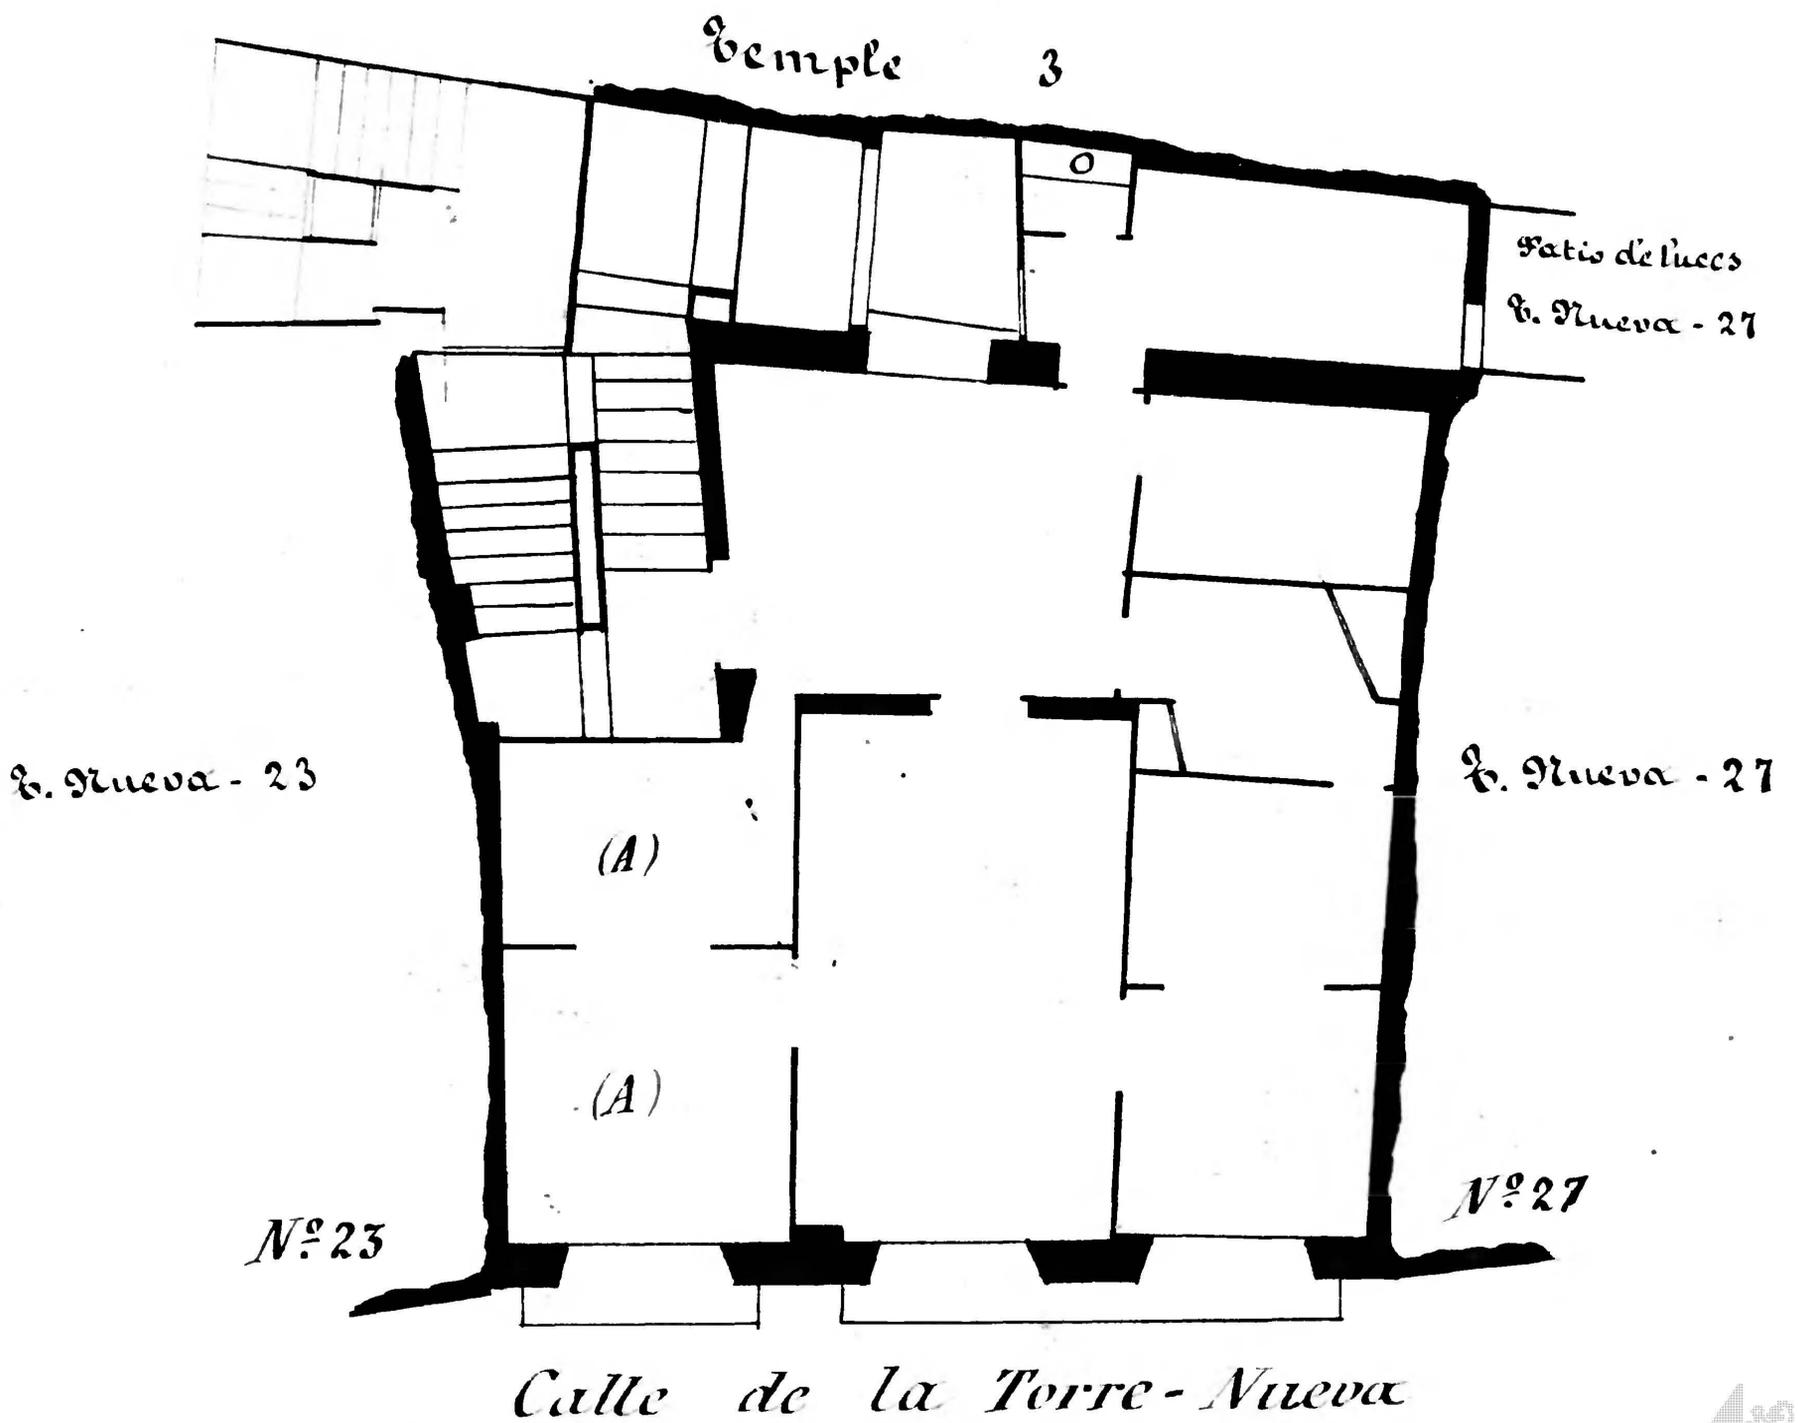 Temple 3
Patio de luces
T. Nueva - 27
T. Nueva - 23
T. Nueva - 27
(A)
(A)
Nº 23
Nº 27
Calle de la Torre-Nueva